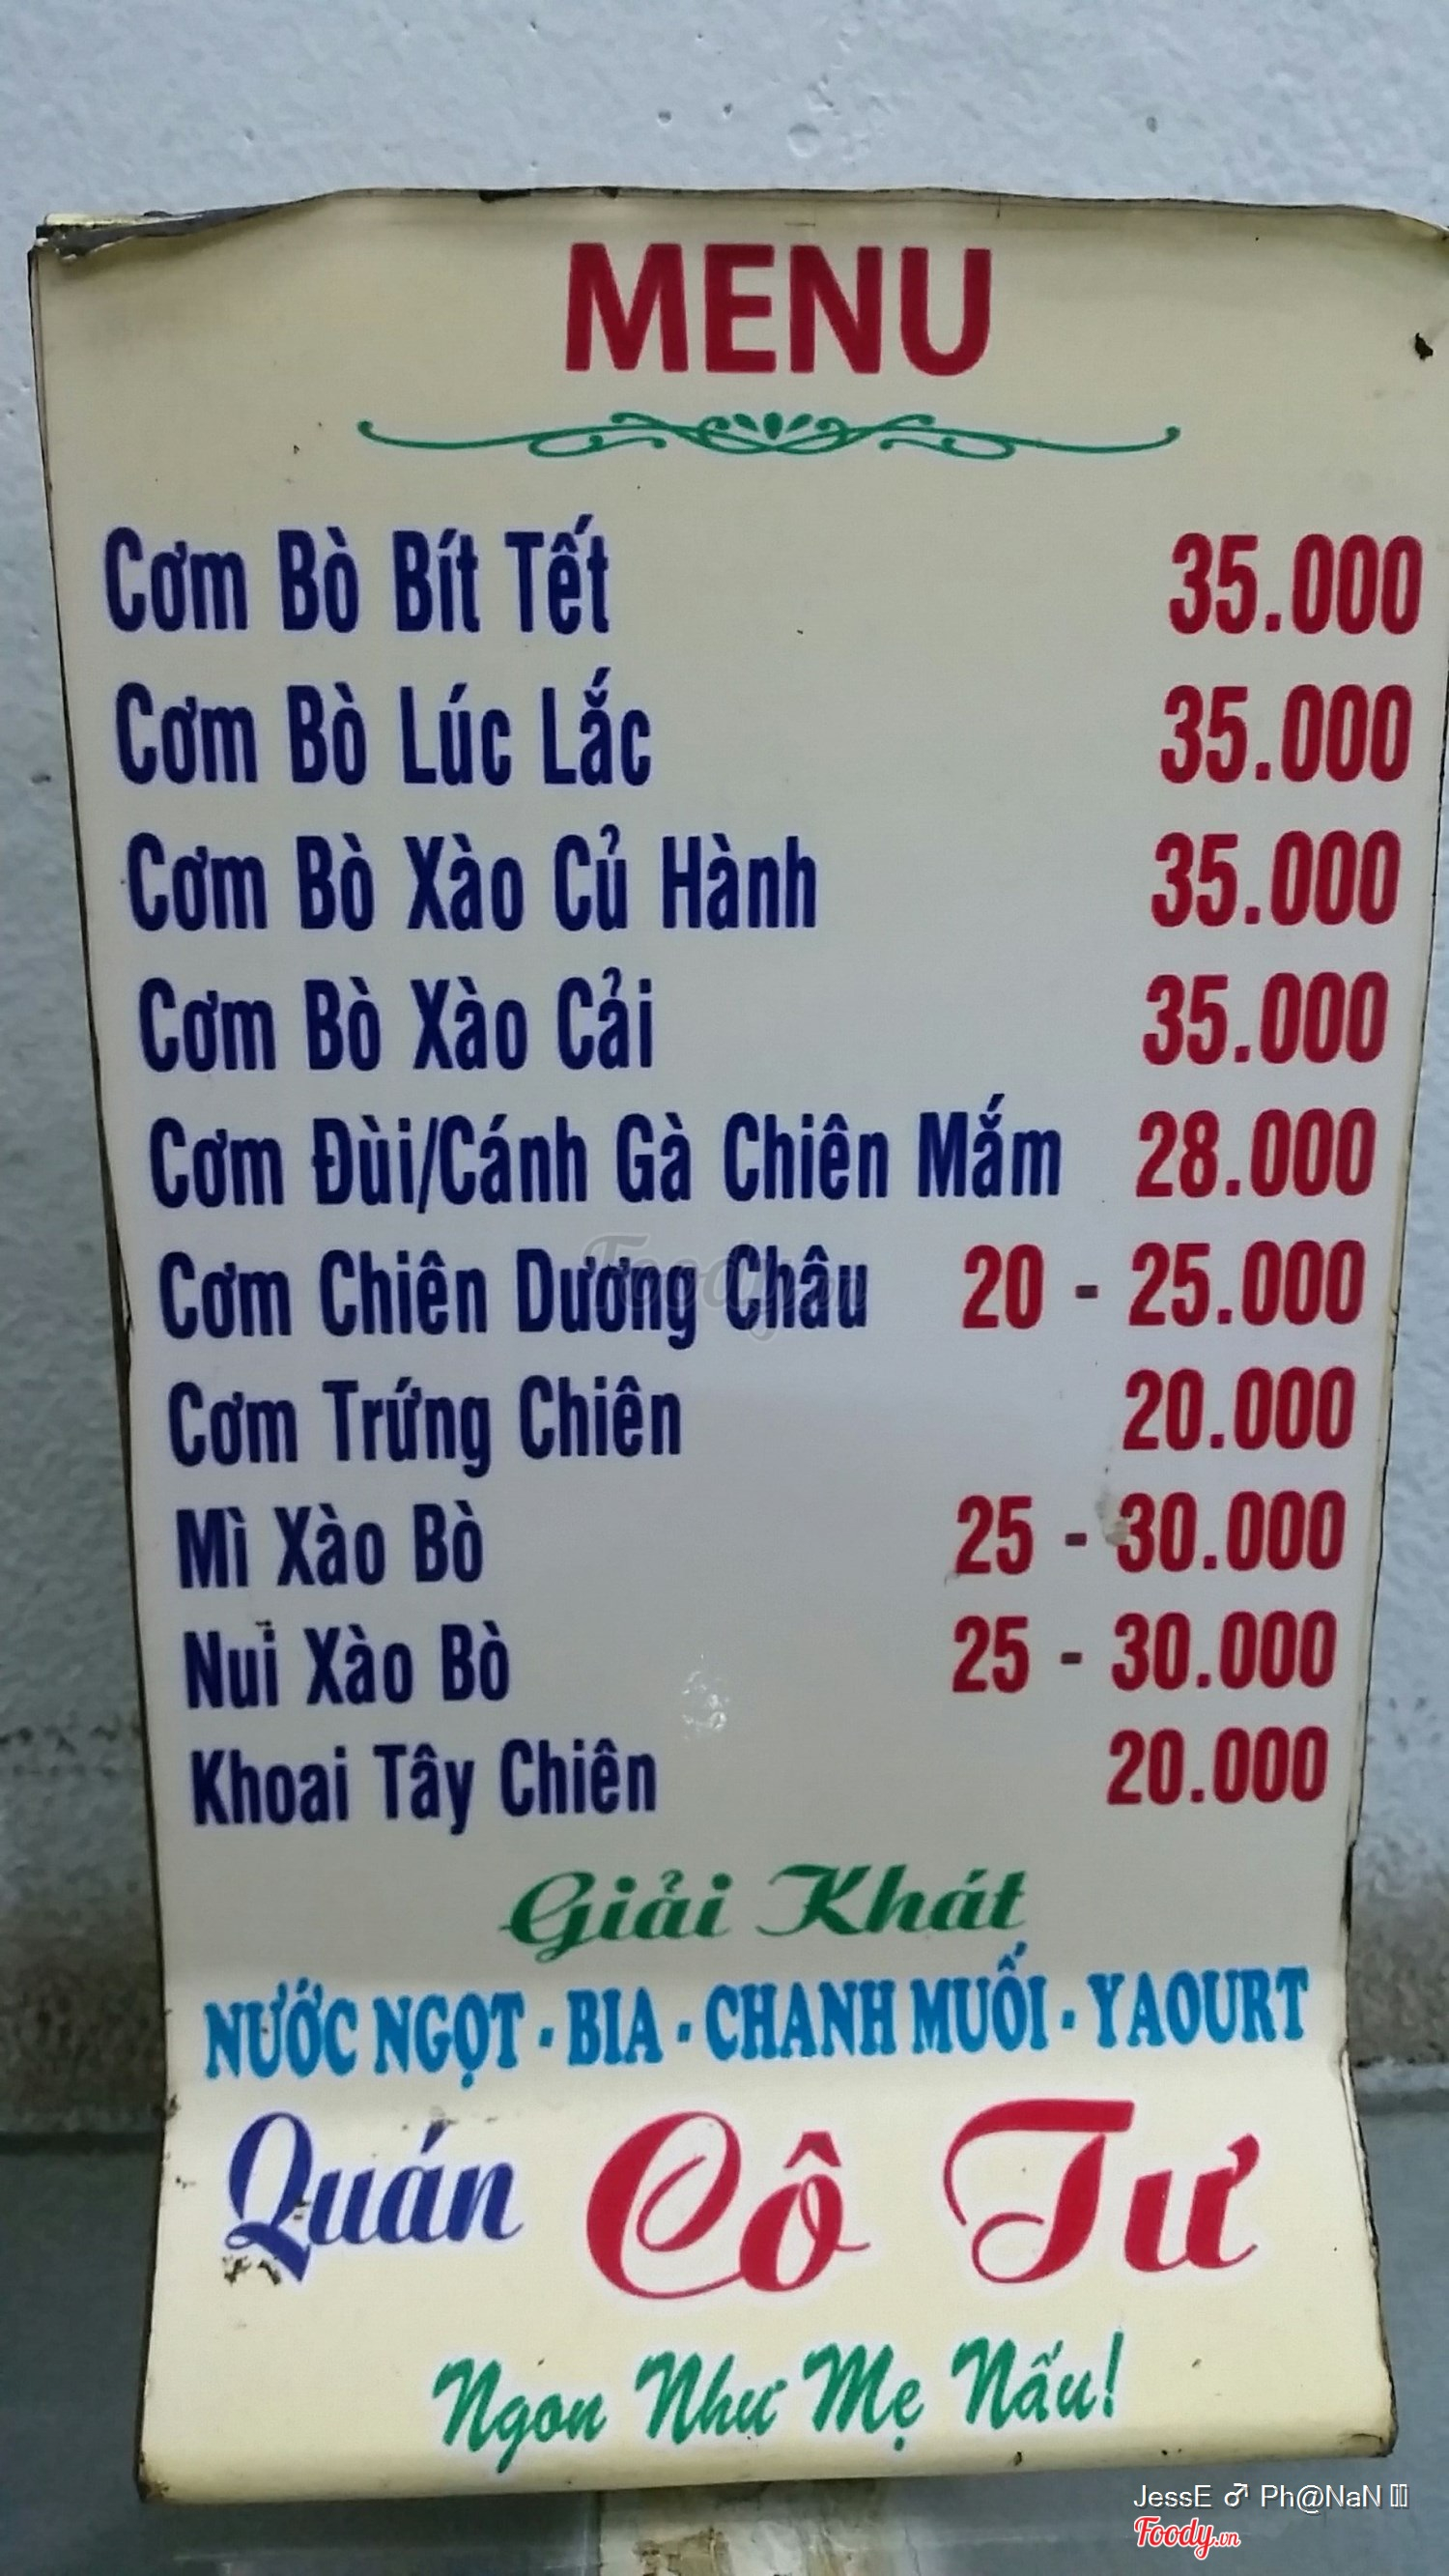 MENU
Cơm Bò Bít Tết 35.000
Cơm Bò Lúc Lắc 35.000
Cơm Bò Xào Củ Hành 35.000
Cơm Bò Xào Cải 35.000
Cơm Đùi/Cánh Gà Chiên Mắm 28.000
Cơm Chiên Dương Châu 20 - 25.000
Cơm Trứng Chiên 20.000
Mì Xào Bò 25 - 30.000
Nui Xào Bò 25 - 30.000
Khoai Tây Chiên 20.000
Giải Khát
NƯỚC NGỌT - BIA - CHANH MUỐI - YAOURT
Quán Cô Tư
Ngon Như Mẹ Nấu!
Foody.vn
JessE ♂ Ph@NaN
Foody.vn